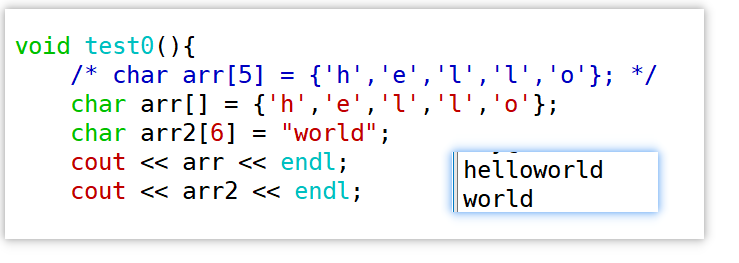 void test0(){
    /* char arr[5] = {'h','e','l','l','o'}; */
    char arr[] = {'h','e','l','l','o'};
    char arr2[6] = "world";
    cout << arr << endl;
    cout << arr2 << endl;
helloworld
world